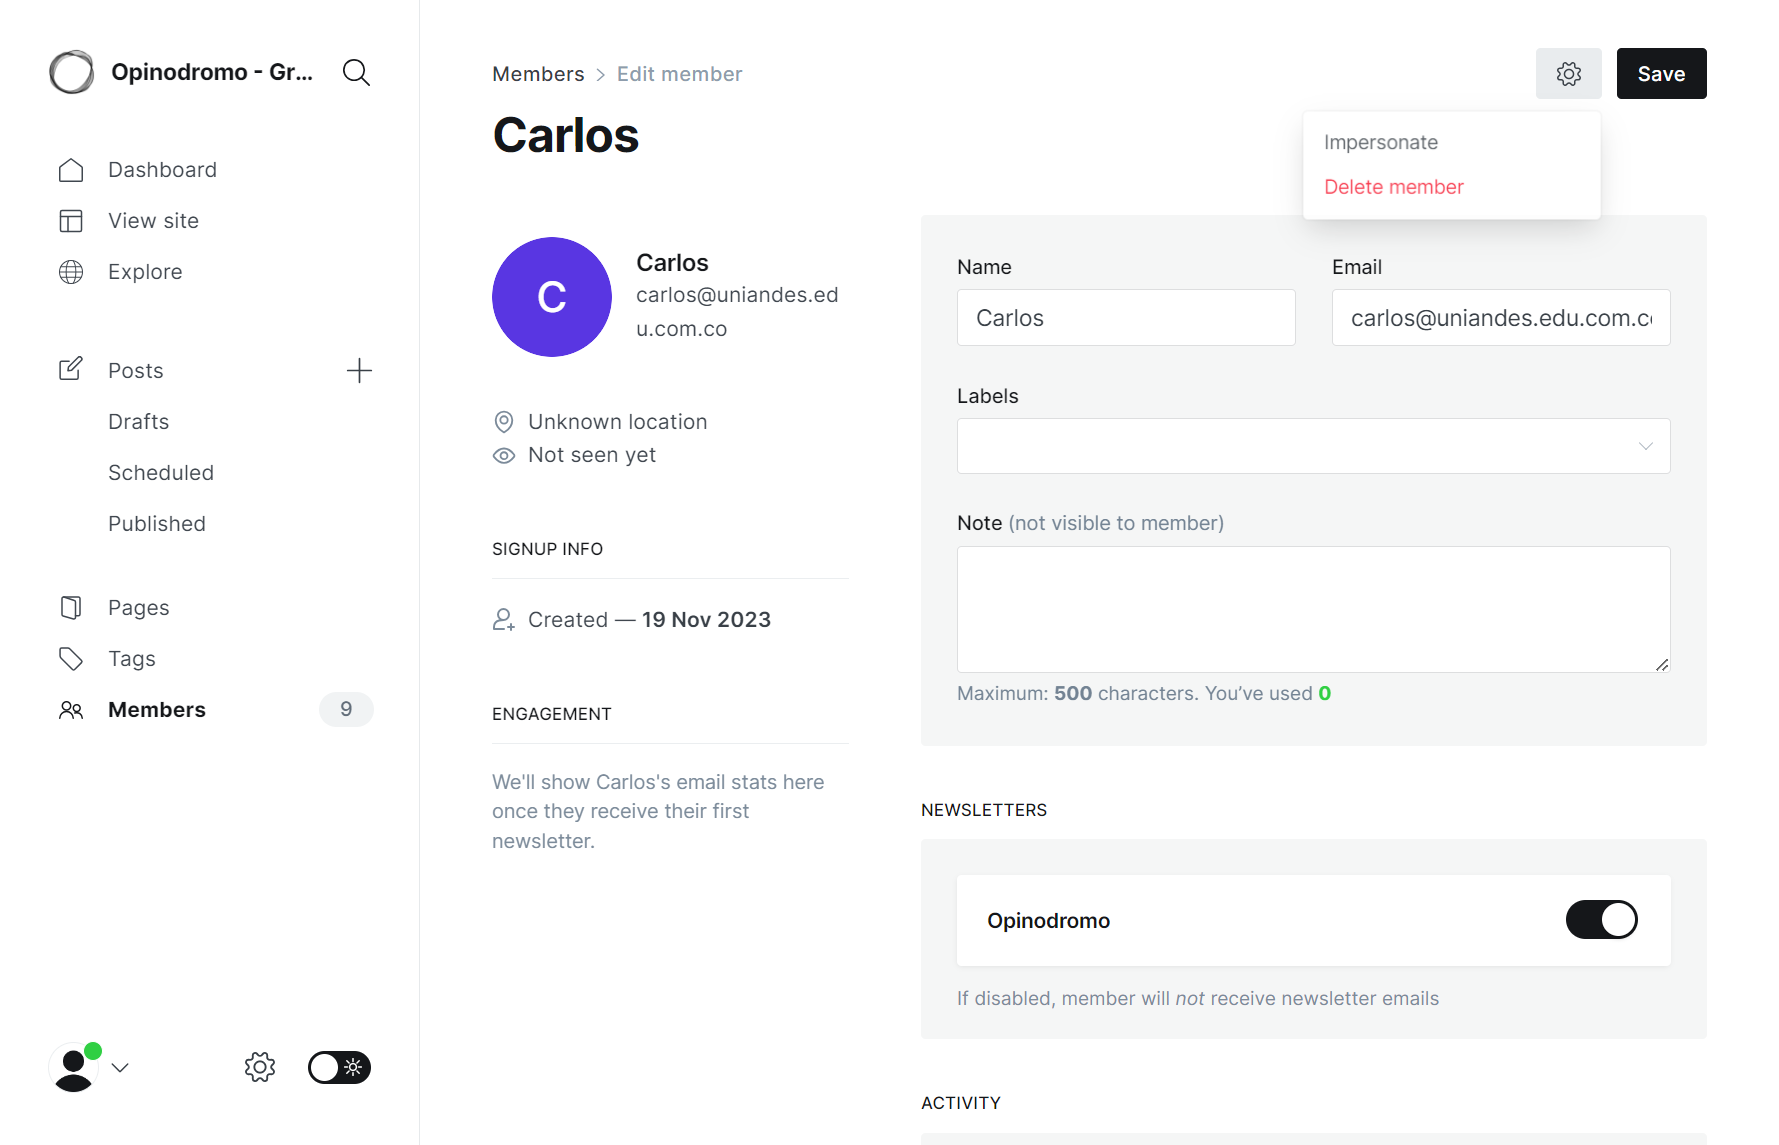 Opinodromo - Gr...
Dashboard
View site
Explore
Posts
Drafts
Scheduled
Published
Pages
Tags
Members
9
Members > Edit member
Save
Carlos
Impersonate
Delete member
C
Carlos
carlos@uniandes.ed
u.com.co
Unknown location
Not seen yet
SIGNUP INFO
Created — 19 Nov 2023
ENGAGEMENT
We'll show Carlos's email stats here
once they receive their first
newsletter.
Name
Email
Carlos
carlos@uniandes.edu.com.c
Labels
Note (not visible to member)
Maximum: 500 characters. You’ve used 0
NEWSLETTERS
Opinodromo
If disabled, member will not receive newsletter emails
ACTIVITY